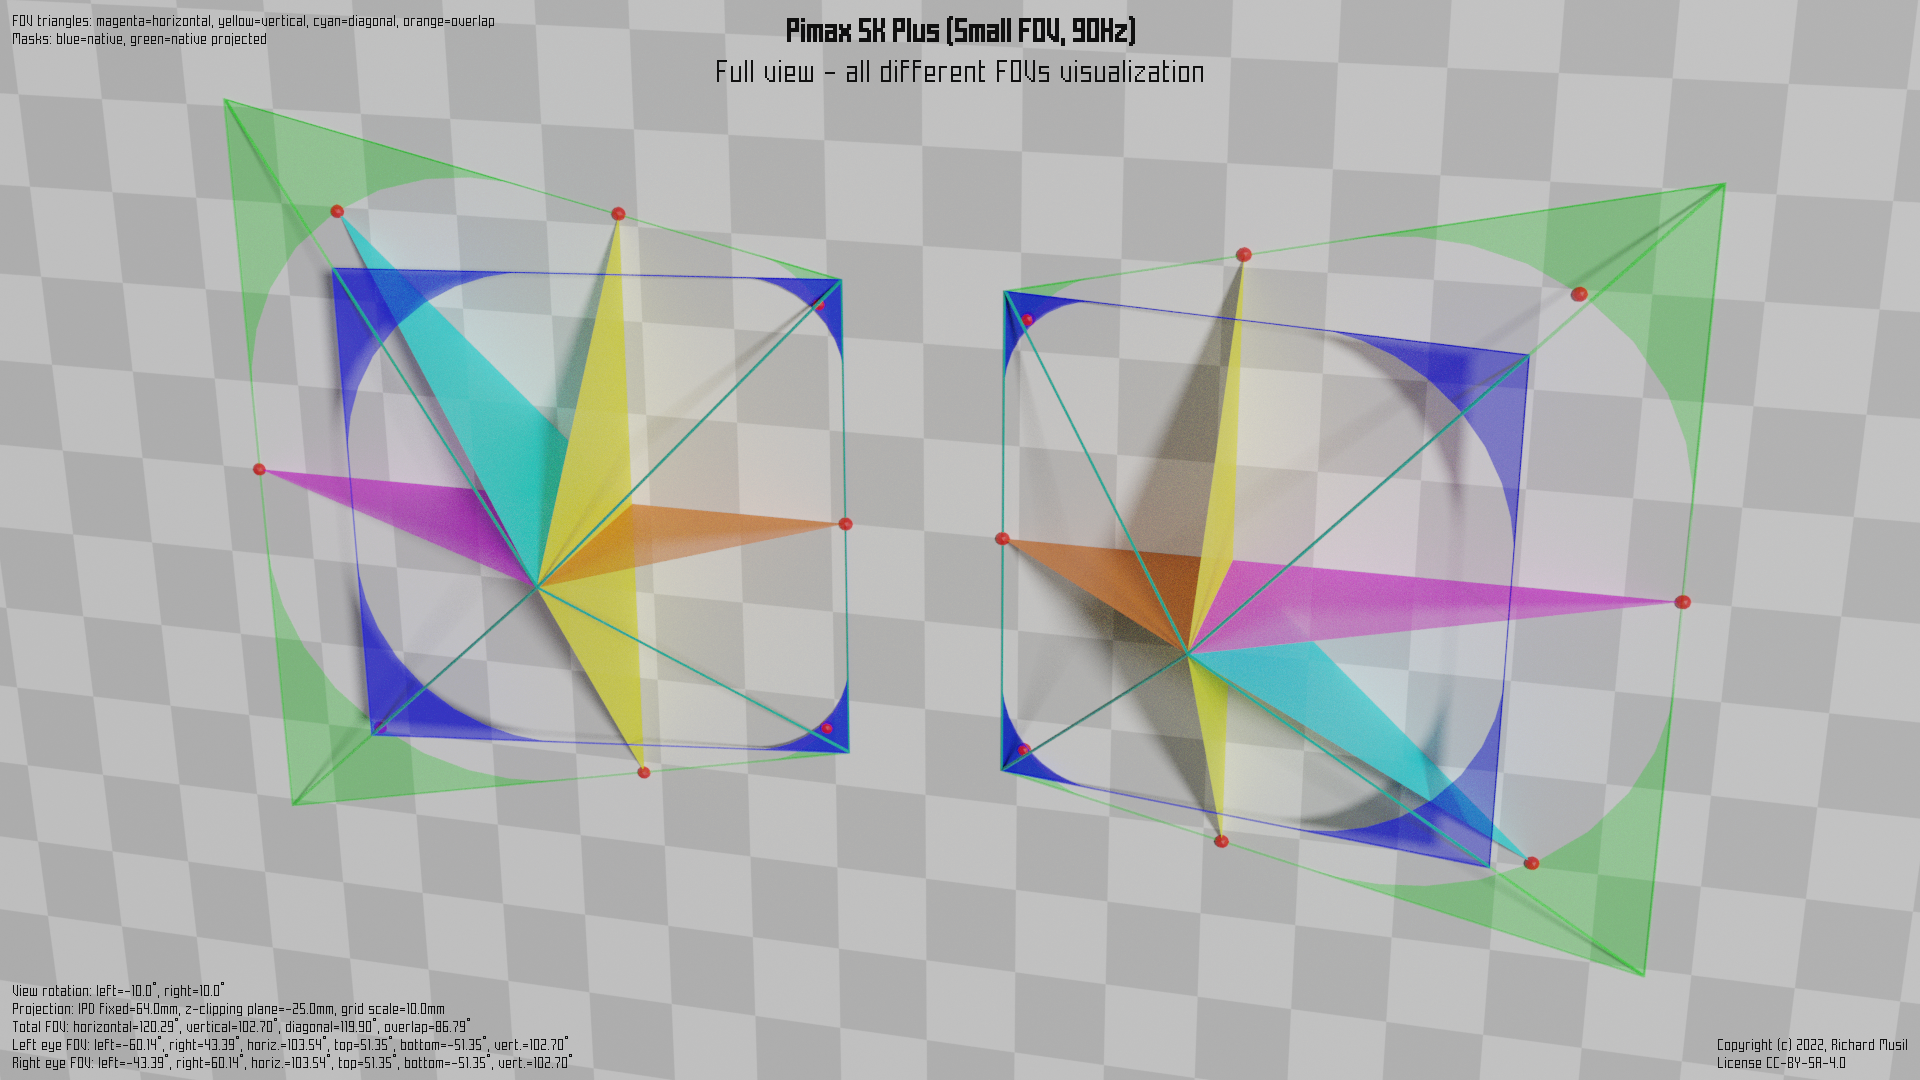 FOV triangles: magenta=horizontal, yellow=vertical, cyan=diagonal, orange=overlap
Masks: blue=native, green=native projected
Pimax 5K Plus (Small FOV, 90Hz)
Full view - all different FOVs visualization
View rotation: left=-10.0°, right=10.0°
Projection: IPD fixed=64.0mm, z-clipping plane=-25.0mm, grid scale=10.0mm
Total FOV: horizontal=120.29°, vertical=102.70°, diagonal=119.90°, overlap=86.79°
Left eye FOV: left=-60.14°, right=43.39°, horiz.=103.54°, top=51.35°, bottom=-51.35°, vert.=102.70°
Right eye FOV: left=-43.39°, right=60.14°, horiz.=103.54°, top=51.35°, bottom=-51.35°, vert.=102.70°
Copyright (c) 2022, Richard Musil
License CC-BY-SA-4.0